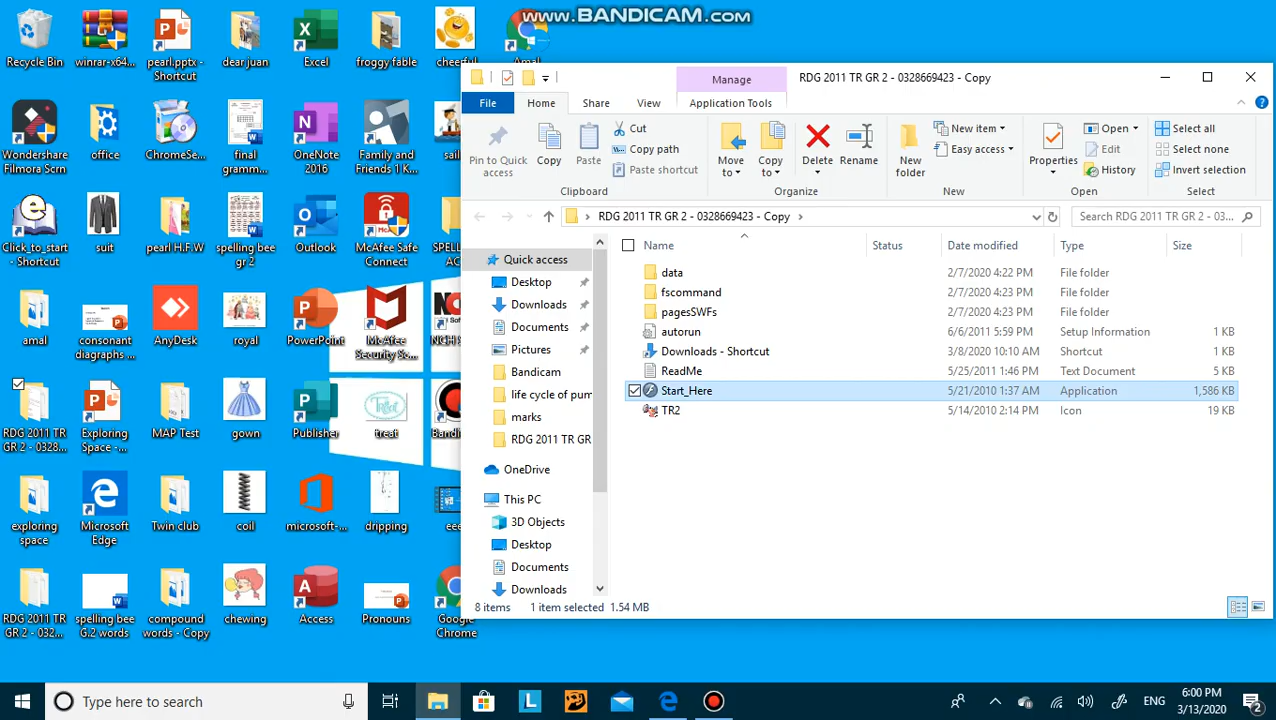 www.BANDICAM.com
Recycle Bin
winrar-x64...
pearl.pptx -
Shortcut
dear juan
Excel
froggy fable
cheerful
Amal
Wondershare
Filmora Scrn
office
ChromeSe...
final
gramm...
OneNote
2016
Family and
Friends 1 K...
sail
Click_to_start
- Shortcut
suit
pearl H.F.W
spelling bee
gr 2
Outlook
McAfee Safe
Connect
SPELL
AC
amal
consonant
diagraphs ...
AnyDesk
royal
PowerPoint
McAfee
Security Sc...
NCH
RDG 2011 TR
GR 2 - 0328...
Exploring
Space -...
MAP Test
gown
Publisher
treat
Bandi
exploring
space
Microsoft
Edge
Twin club
coil
microsoft-...
dripping
eee
RDG 2011 TR
GR 2 - 032...
spelling bee
G.2 words
compound
words - Copy
chewing
Access
Pronouns
Google
Chrome
Manage
RDG 2011 TR GR 2 - 0328669423 - Copy
File
Home
Share
View
Application Tools
Pin to Quick
access
Copy
Paste
Cut
Copy path
Paste shortcut
Clipboard
Move
to
Copy
to
Delete
Rename
Organize
New
folder
New item
Easy access
New
Properties
Open
Edit
History
Open
Select all
Select none
Invert selection
Select
RDG 2011 TR GR 2 - 0328669423 - Copy
Search RDG 2011 TR GR 2 - 03...
Quick access
Desktop
Downloads
Documents
Pictures
Bandicam
life cycle of pum
marks
RDG 2011 TR GR
OneDrive
This PC
3D Objects
Desktop
Documents
Downloads
Name Status Date modified Type Size
data 2/7/2020 4:22 PM File folder
fscommand 2/7/2020 4:23 PM File folder
pagesSWFs 2/7/2020 4:23 PM File folder
autorun 6/6/2011 5:59 PM Setup Information 1 KB
Downloads - Shortcut 3/8/2020 10:10 AM Shortcut 1 KB
ReadMe 5/25/2011 1:46 PM Text Document 5 KB
Start_Here 5/21/2010 1:37 AM Application 1,586 KB
TR2 5/14/2010 2:14 PM Icon 19 KB
8 items 1 item selected 1.54 MB
Type here to search
L
ENG
8:00 PM
3/13/2020
2